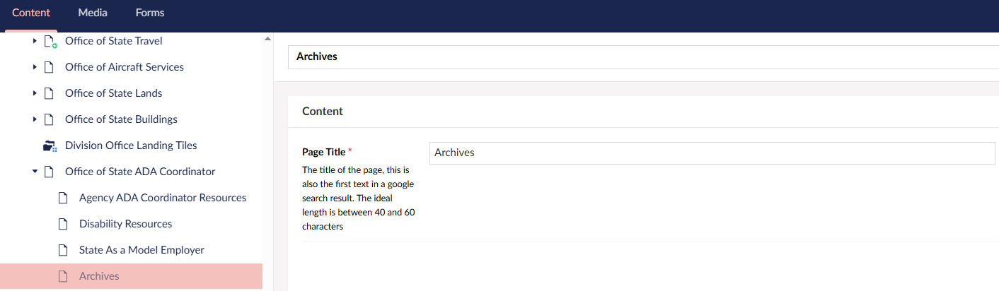 Content Media Forms
Office of State Travel
Office of Aircraft Services
Office of State Lands
Office of State Buildings
Division Office Landing Tiles
Office of State ADA Coordinator
Agency ADA Coordinator Resources
Disability Resources
State As a Model Employer
Archives
Archives
Content
Page Title *
The title of the page, this is
also the first text in a google
search result. The ideal
length is between 40 and 60
characters
Archives